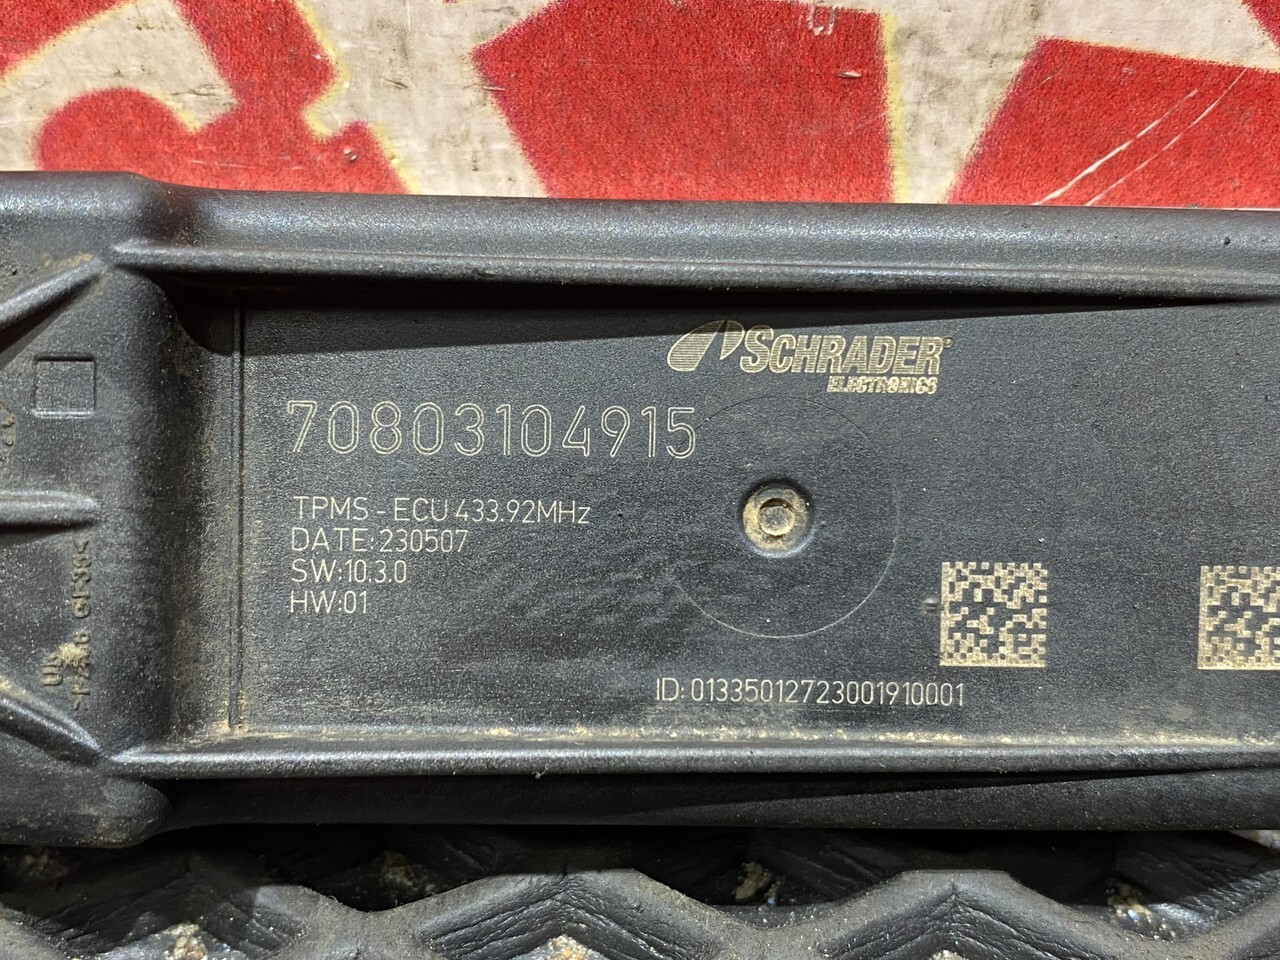 SCHRADER
ELECTRONICS
70803104915
TPMS - ECU 433.92MHz
DATE:230507
SW:10.3.0
HW:01
ID: 01335012723001910001